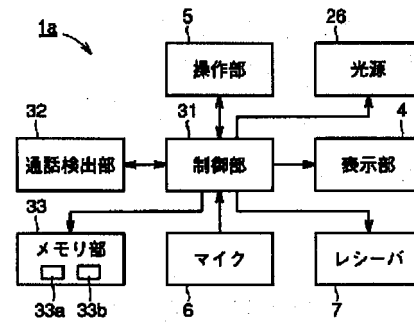 1a
5
操作部
26
光源
32
通話検出部
31
制御部
4
表示部
33
メモリ部
33a
33b
マイク
6
レシーバ
7